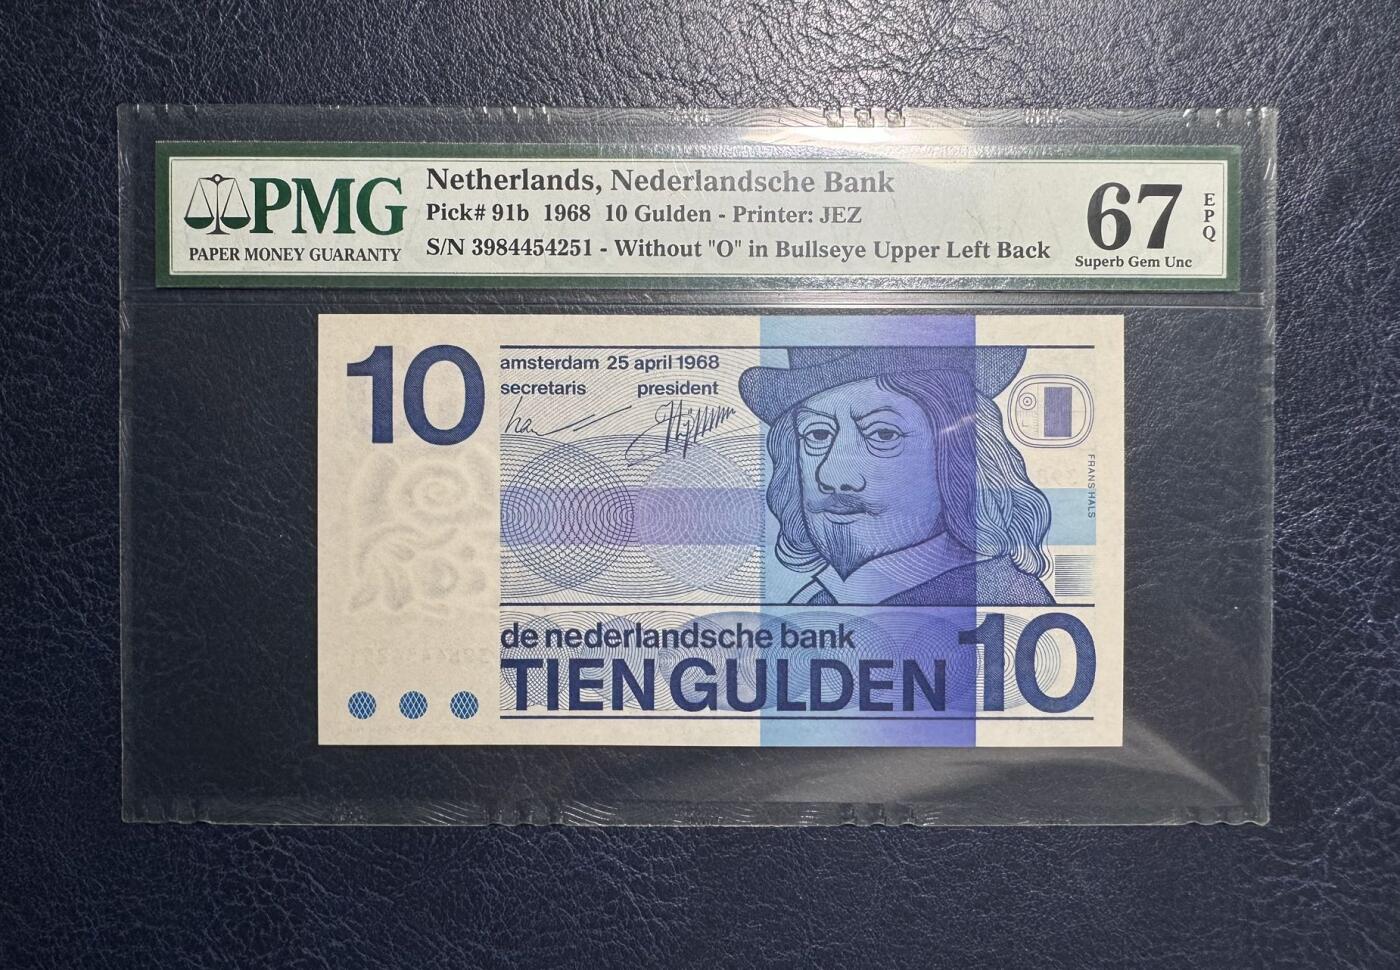 PMG
PAPER MONEY GUARANTY
Netherlands, Nederlandsche Bank
Pick# 91b 1968 10 Gulden - Printer: JEZ
S/N 3984454251 - Without "O" in Bullseye Upper Left Back
67
EPQ
Superb Gem Unc
10
amsterdam 25 april 1968
secretaris president
FRANS HALS
de nederlandsche bank
TIEN GULDEN 10